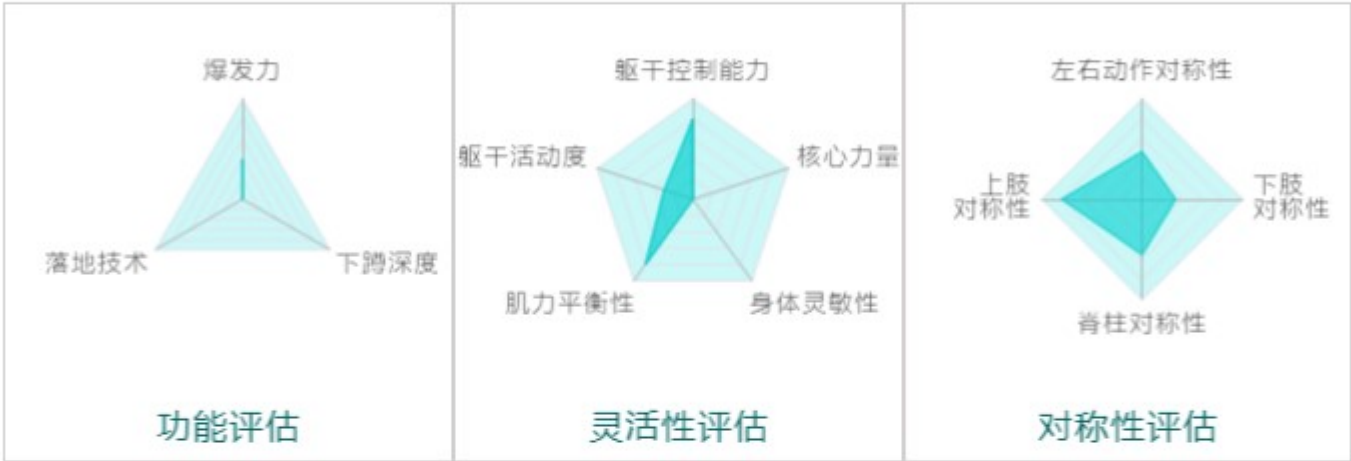 爆发力
落地技术
下蹲深度
功能评估
躯干控制能力
躯干活动度
核心力量
肌力平衡性
身体灵敏性
灵活性评估
左右动作对称性
上肢
对称性
下肢
对称性
脊柱对称性
对称性评估